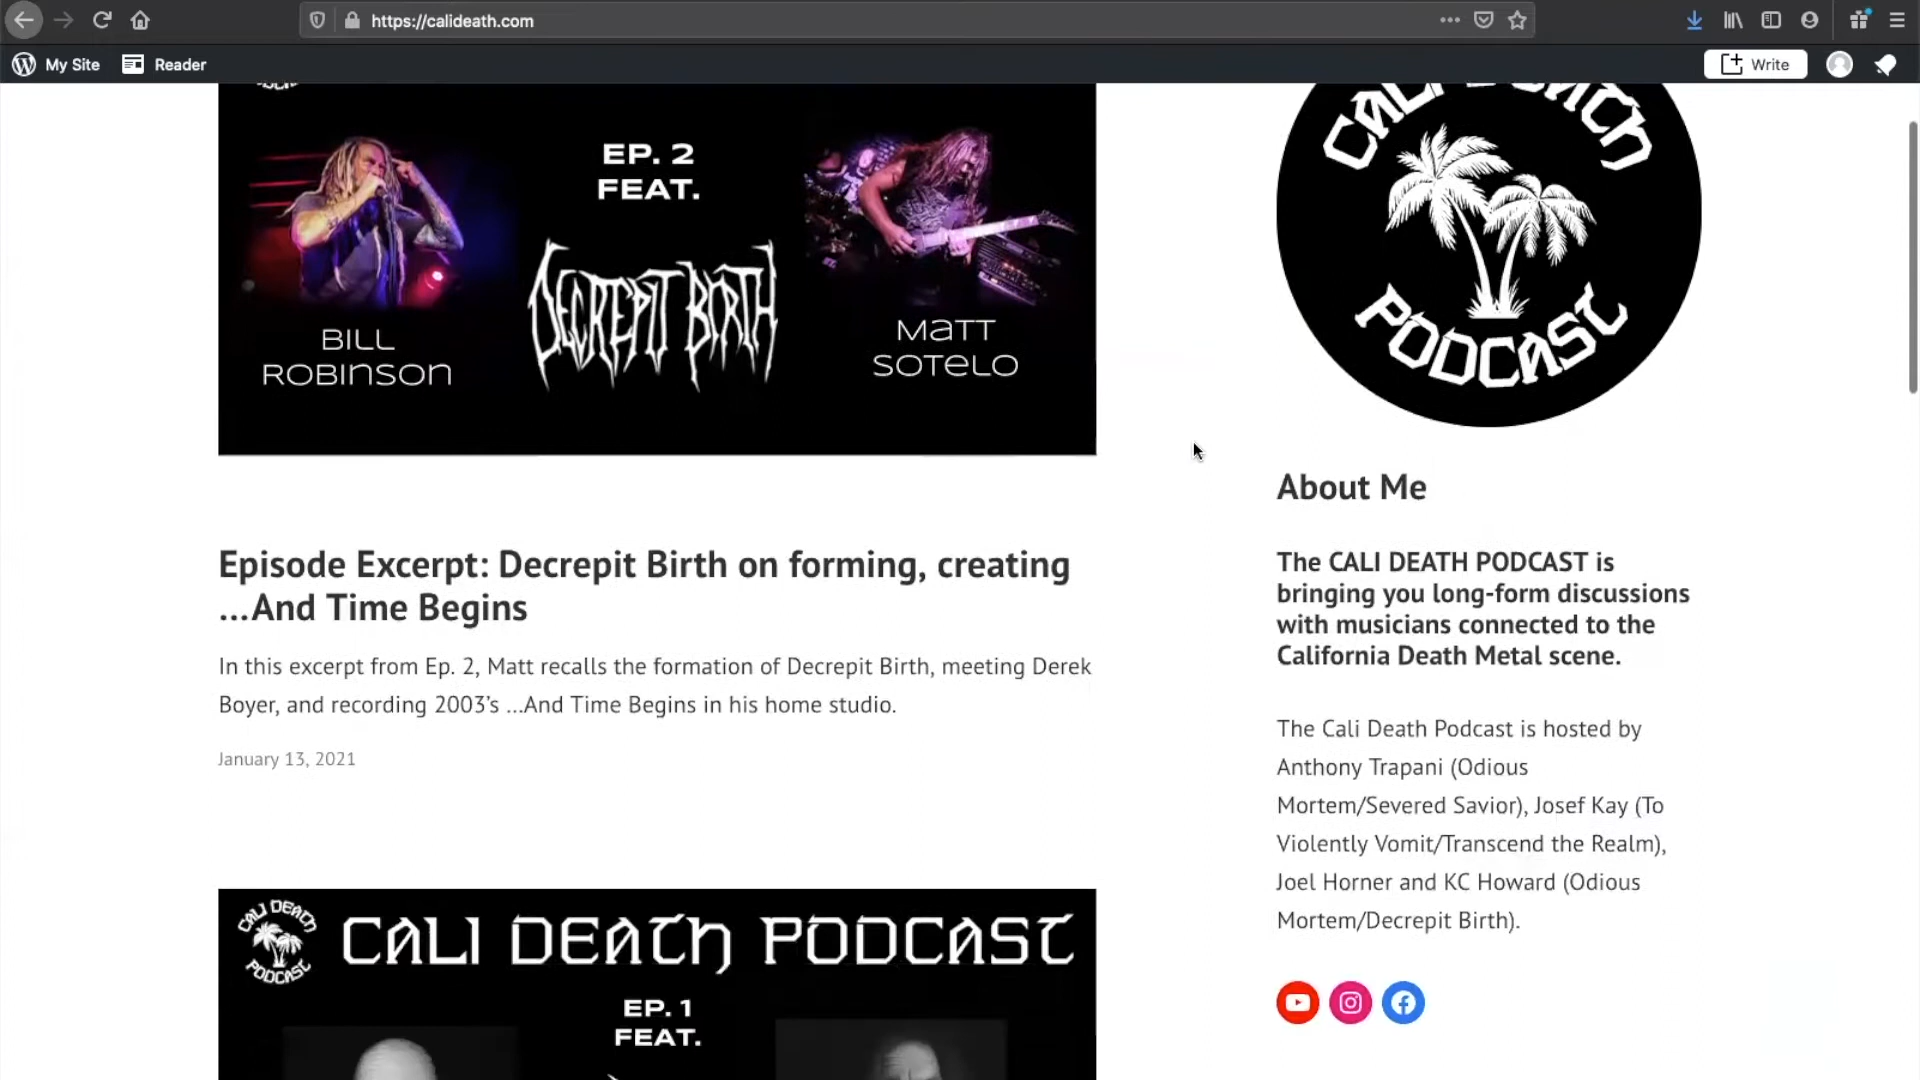 https://calideath.com
My Site
Reader
Write
EP. 2
FEAT.
DECREPIT BIRTH
BILL
ROBINSON
MATT
SOTELO
CALI DEATH
PODCAST
Episode Excerpt: Decrepit Birth on forming, creating
…And Time Begins
In this excerpt from Ep. 2, Matt recalls the formation of Decrepit Birth, meeting Derek
Boyer, and recording 2003’s …And Time Begins in his home studio.
January 13, 2021
CALI DEATH
PODCAST
CALI DEATH PODCAST
EP. 1
FEAT.
About Me
The CALI DEATH PODCAST is
bringing you long-form discussions
with musicians connected to the
California Death Metal scene.
The Cali Death Podcast is hosted by
Anthony Trapani (Odious
Mortem/Severed Savior), Josef Kay (To
Violently Vomit/Transcend the Realm),
Joel Horner and KC Howard (Odious
Mortem/Decrepit Birth).